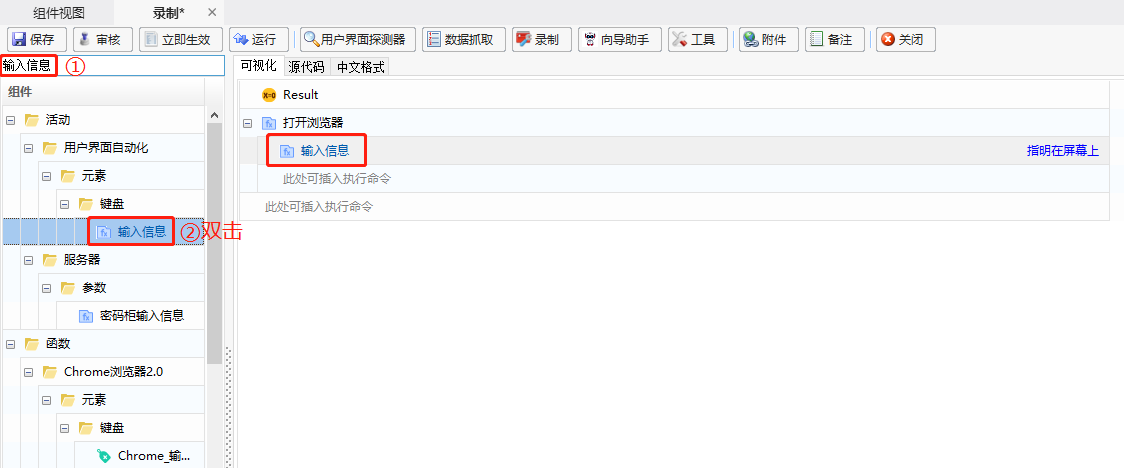 组件视图 录制*
保存 审核 立即生效 运行 用户界面探测器 数据抓取 录制 向导助手 工具 附件 备注 关闭
输入信息 ①
可视化 源代码 中文格式
组件
活动
用户界面自动化
元素
键盘
输入信息 ②双击
服务器
参数
密码柜输入信息
函数
Chrome浏览器2.0
元素
键盘
Chrome_输...
Result
打开浏览器
输入信息 指明在屏幕上
此处可插入执行命令
此处可插入执行命令